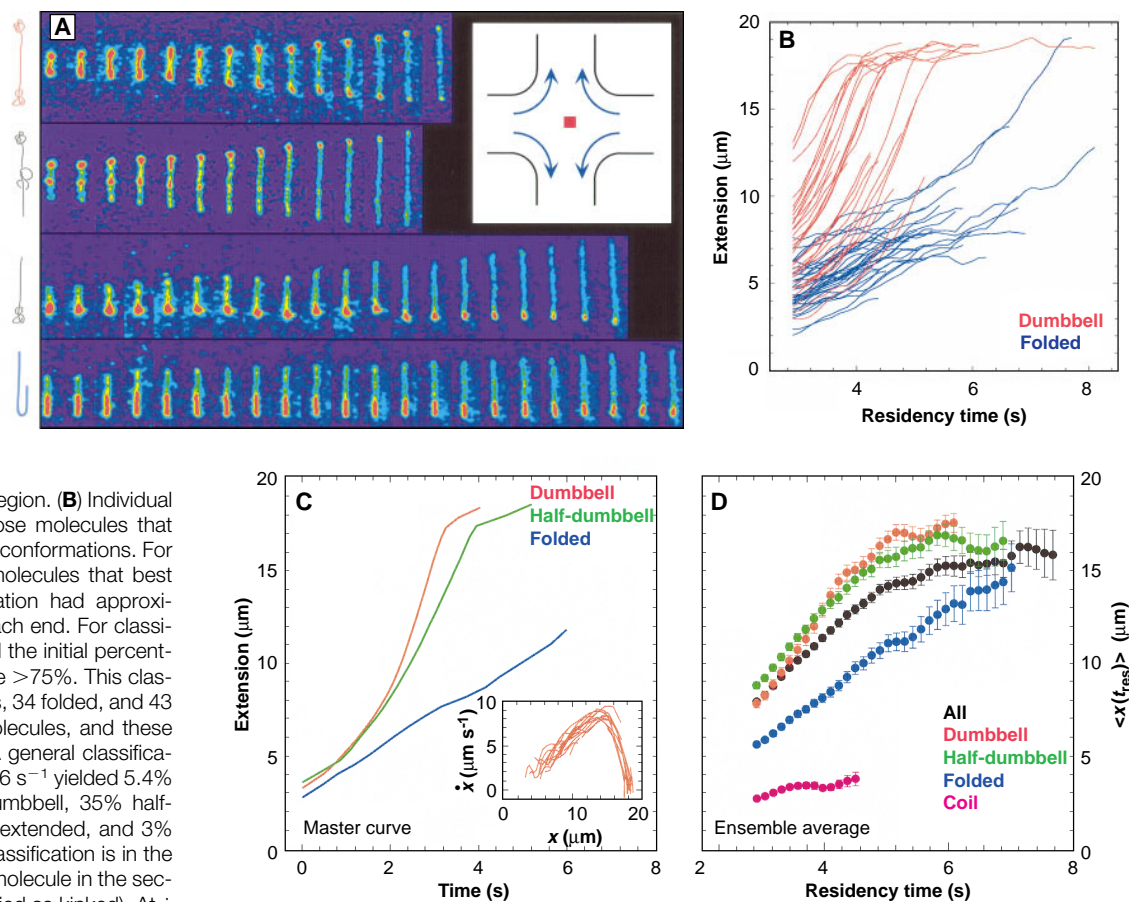 A
B
20
15
10
5
0
Extension (μm)
Dumbbell
Folded
4
6
8
Residency time (s)
egion. (B) Individual
ose molecules that
conformations. For
nolecules that best
ation had approxi-
ach end. For classi-
d the initial percent-
e >75%. This clas-
s, 34 folded, and 43
olecules, and these
A general classifica-
6 s⁻¹ yielded 5.4%
umbbell, 35% half-
extended, and 3%
assification is in the
molecule in the sec-
C
20
15
10
5
0
Extension (μm)
Dumbbell
Half-dumbbell
Folded
10
5
0
ẋ (μm s⁻¹)
0
10
20
x (μm)
Master curve
0
2
4
6
8
Time (s)
D
All
Dumbbell
Half-dumbbell
Folded
Coil
Ensemble average
2
4
6
8
Residency time (s)
20
15
10
5
0
<x(tres)> (μm)